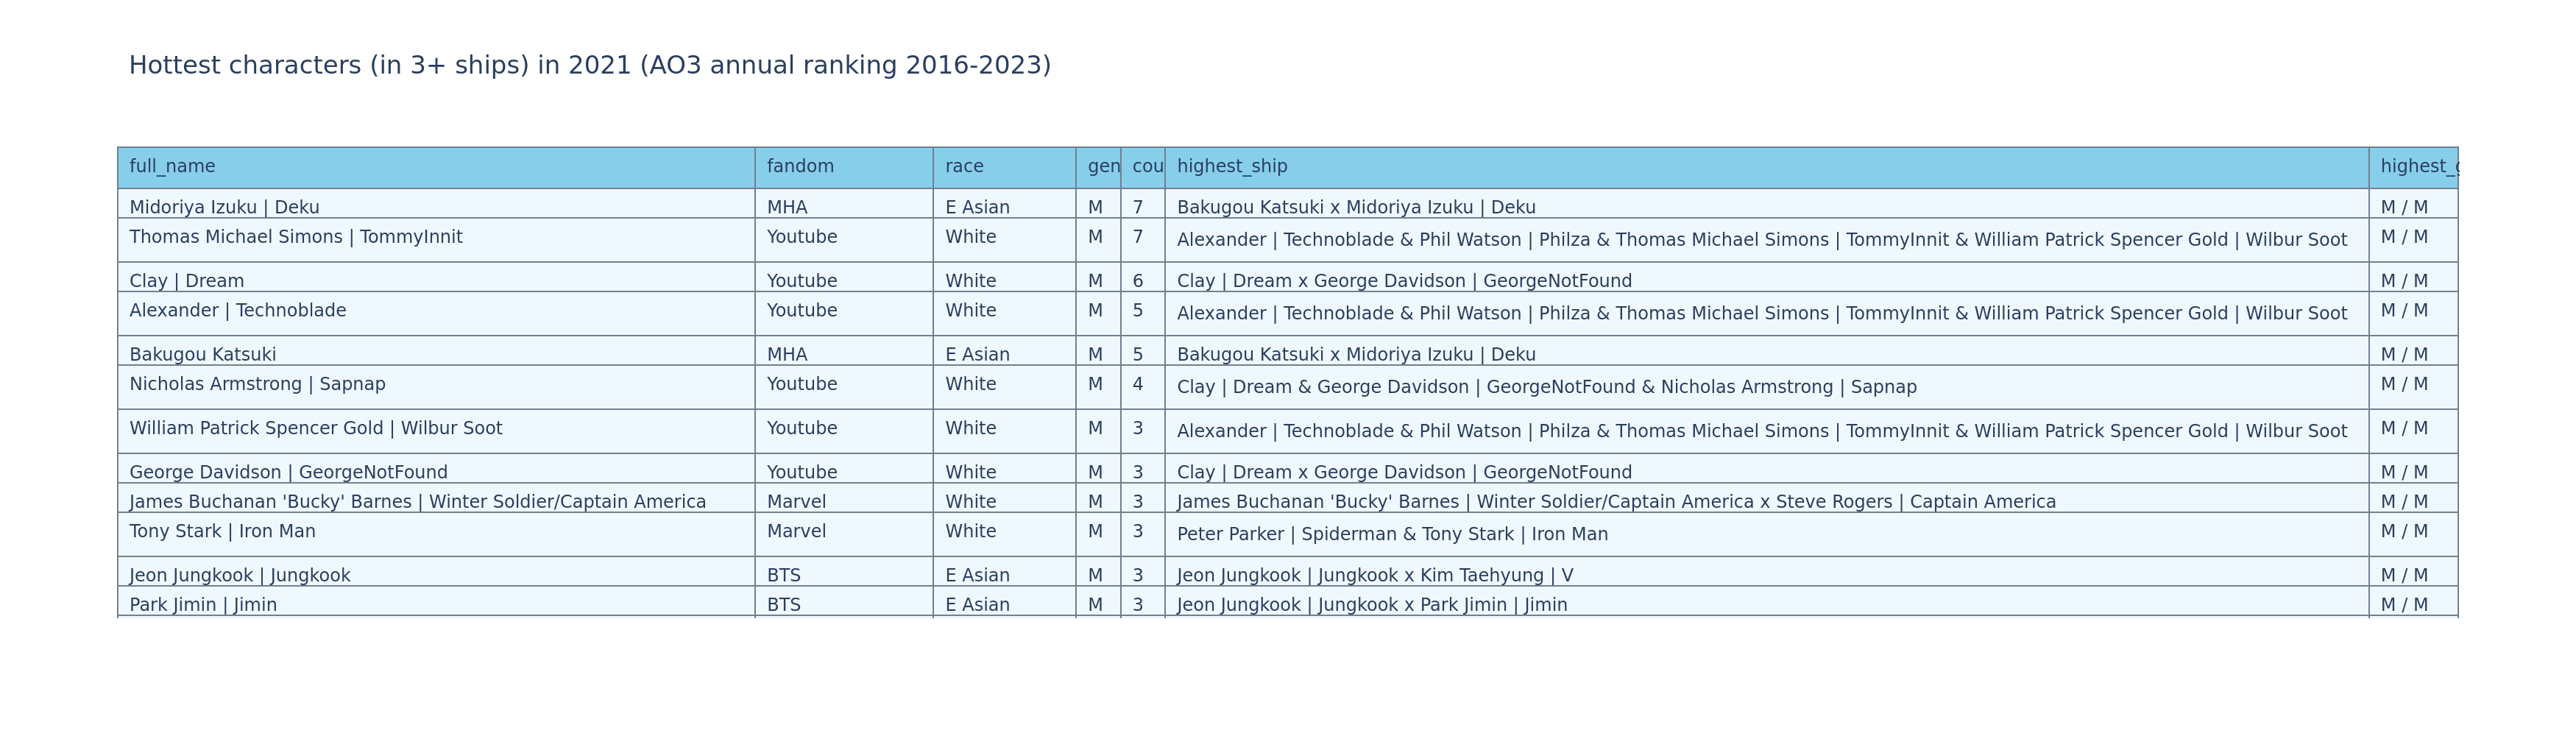 Hottest characters (in 3+ ships) in 2021 (AO3 annual ranking 2016-2023)
full_name fandom race gen cou highest_ship highest_g
Midoriya Izuku | Deku MHA E Asian M 7 Bakugou Katsuki x Midoriya Izuku | Deku M / M
Thomas Michael Simons | TommyInnit Youtube White M 7 Alexander | Technoblade & Phil Watson | Philza & Thomas Michael Simons | TommyInnit & William Patrick Spencer Gold | Wilbur Soot M / M
Clay | Dream Youtube White M 6 Clay | Dream x George Davidson | GeorgeNotFound M / M
Alexander | Technoblade Youtube White M 5 Alexander | Technoblade & Phil Watson | Philza & Thomas Michael Simons | TommyInnit & William Patrick Spencer Gold | Wilbur Soot M / M
Bakugou Katsuki MHA E Asian M 5 Bakugou Katsuki x Midoriya Izuku | Deku M / M
Nicholas Armstrong | Sapnap Youtube White M 4 Clay | Dream & George Davidson | GeorgeNotFound & Nicholas Armstrong | Sapnap M / M
William Patrick Spencer Gold | Wilbur Soot Youtube White M 3 Alexander | Technoblade & Phil Watson | Philza & Thomas Michael Simons | TommyInnit & William Patrick Spencer Gold | Wilbur Soot M / M
George Davidson | GeorgeNotFound Youtube White M 3 Clay | Dream x George Davidson | GeorgeNotFound M / M
James Buchanan 'Bucky' Barnes | Winter Soldier/Captain America Marvel White M 3 James Buchanan 'Bucky' Barnes | Winter Soldier/Captain America x Steve Rogers | Captain America M / M
Tony Stark | Iron Man Marvel White M 3 Peter Parker | Spiderman & Tony Stark | Iron Man M / M
Jeon Jungkook | Jungkook BTS E Asian M 3 Jeon Jungkook | Jungkook x Kim Taehyung | V M / M
Park Jimin | Jimin BTS E Asian M 3 Jeon Jungkook | Jungkook x Park Jimin | Jimin M / M